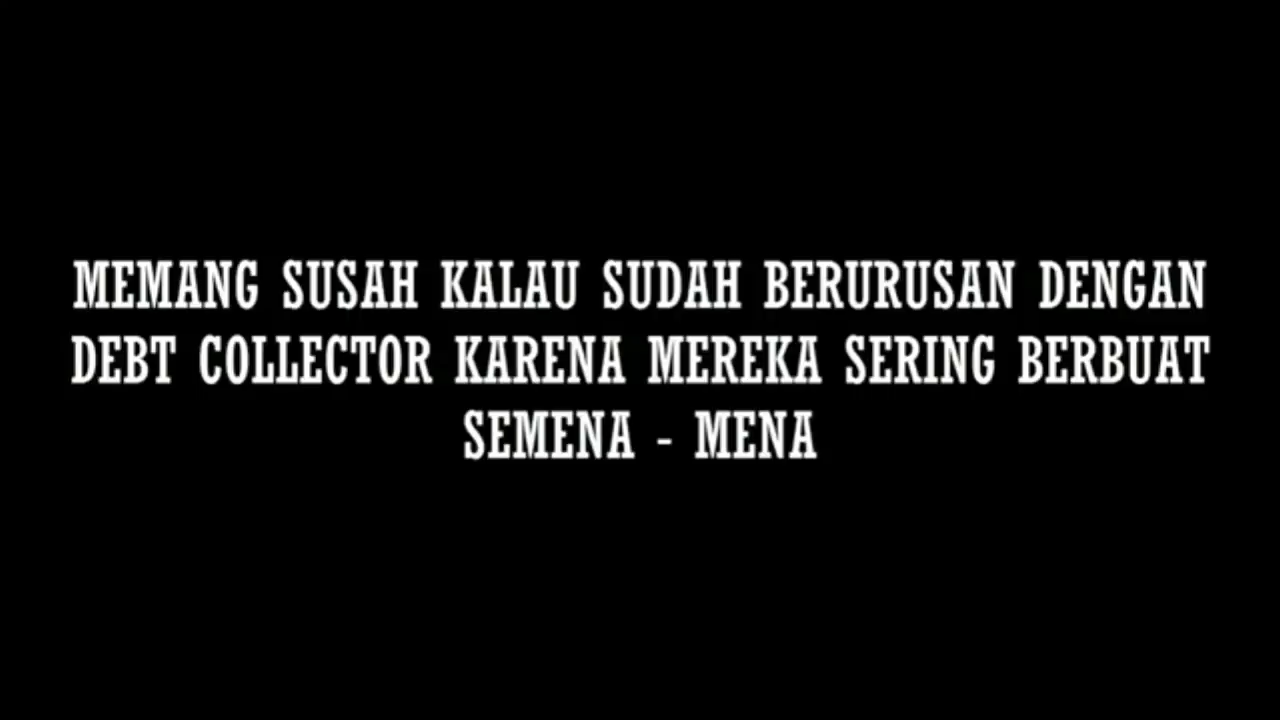 MEMANG SUSAH KALAU SUDAH BERURUSAN DENGAN
DEBT COLLECTOR KARENA MEREKA SERING BERBUAT
SEMENA - MENA